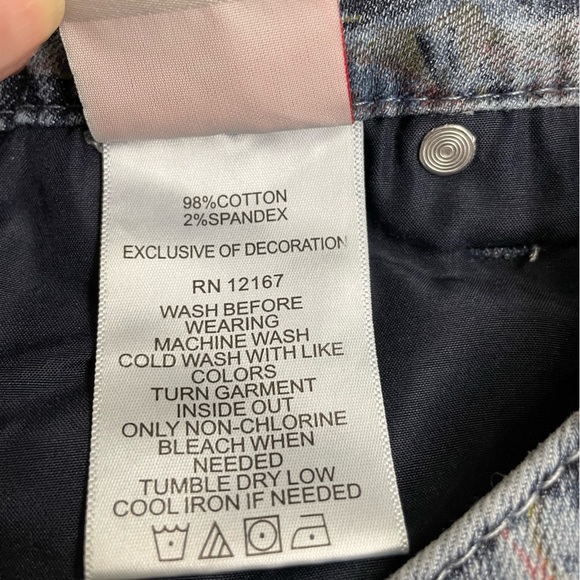 98%COTTON
2%SPANDEX
EXCLUSIVE OF DECORATION
RN 12167
WASH BEFORE
WEARING
MACHINE WASH
COLD WASH WITH LIKE
COLORS
TURN GARMENT
INSIDE OUT
ONLY NON-CHLORINE
BLEACH WHEN
NEEDED
TUMBLE DRY LOW
COOL IRON IF NEEDED